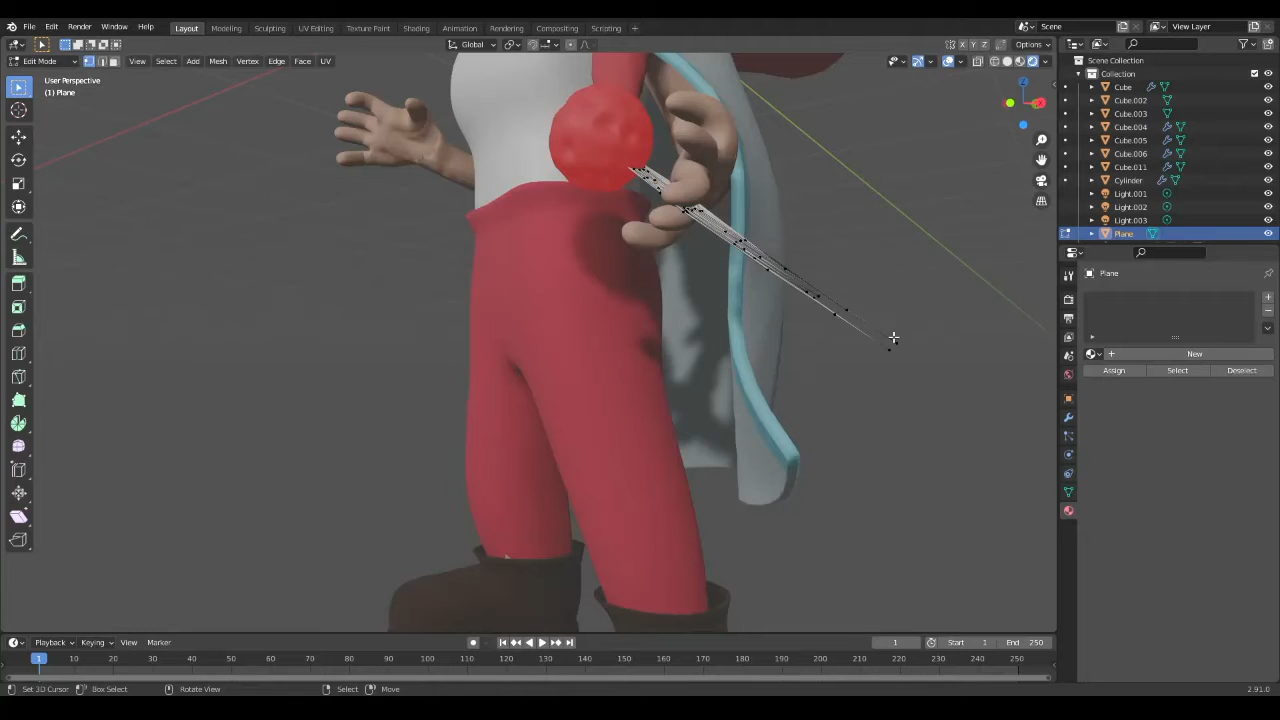 File Edit Render Window Help Layout Modeling Sculpting UV Editing Texture Paint Shading Animation Rendering Compositing Scripting + Scene View Layer
Global X Y Z Options
Edit Mode View Select Add Mesh Vertex Edge Face UV
User Perspective
(1) Plane
Scene Collection
Collection
Cube
Cube.002
Cube.003
Cube.004
Cube.005
Cube.006
Cube.011
Cylinder
Light.001
Light.002
Light.003
Plane
Plane
New
Assign Select Deselect
Playback Keying View Marker 1 Start 1 End 250
1 10 20 30 40 50 60 70 80 90 100 110 120 130 140 150 160 170 180 190 200 210 220 230 240 250
Set 3D Cursor Box Select Rotate View Select Move 2.91.0